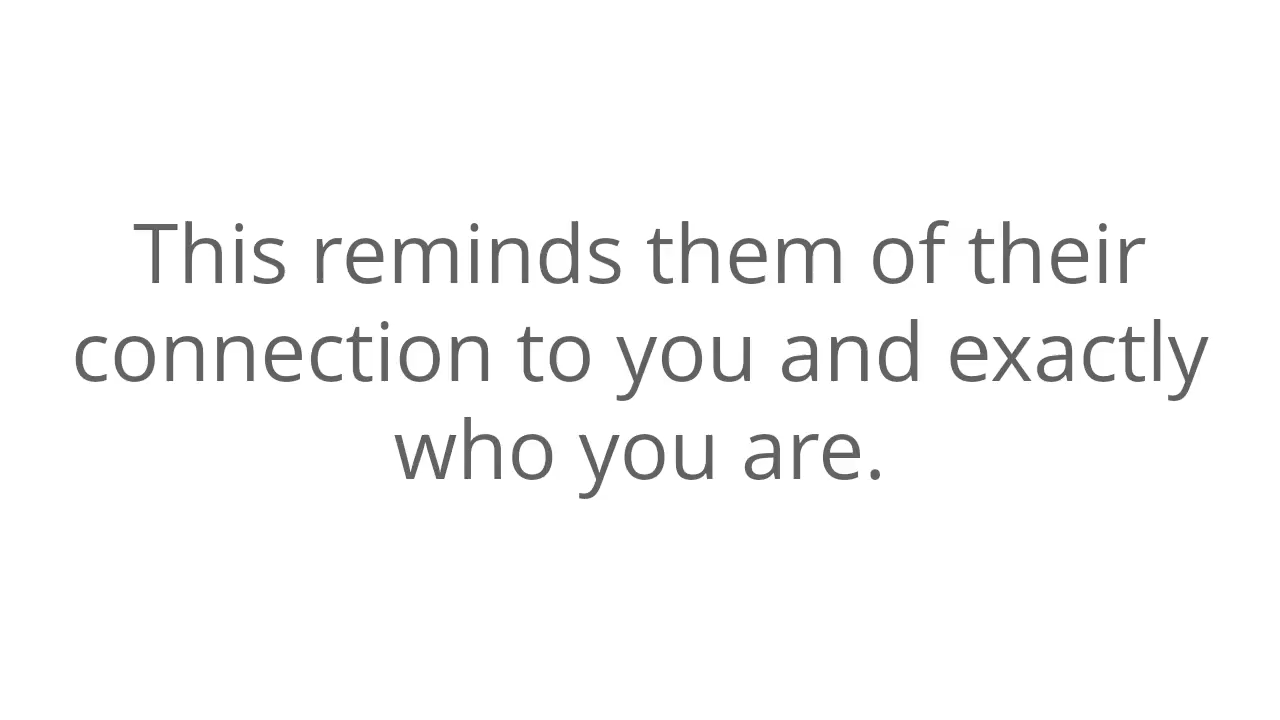 This reminds them of their
connection to you and exactly
who you are.